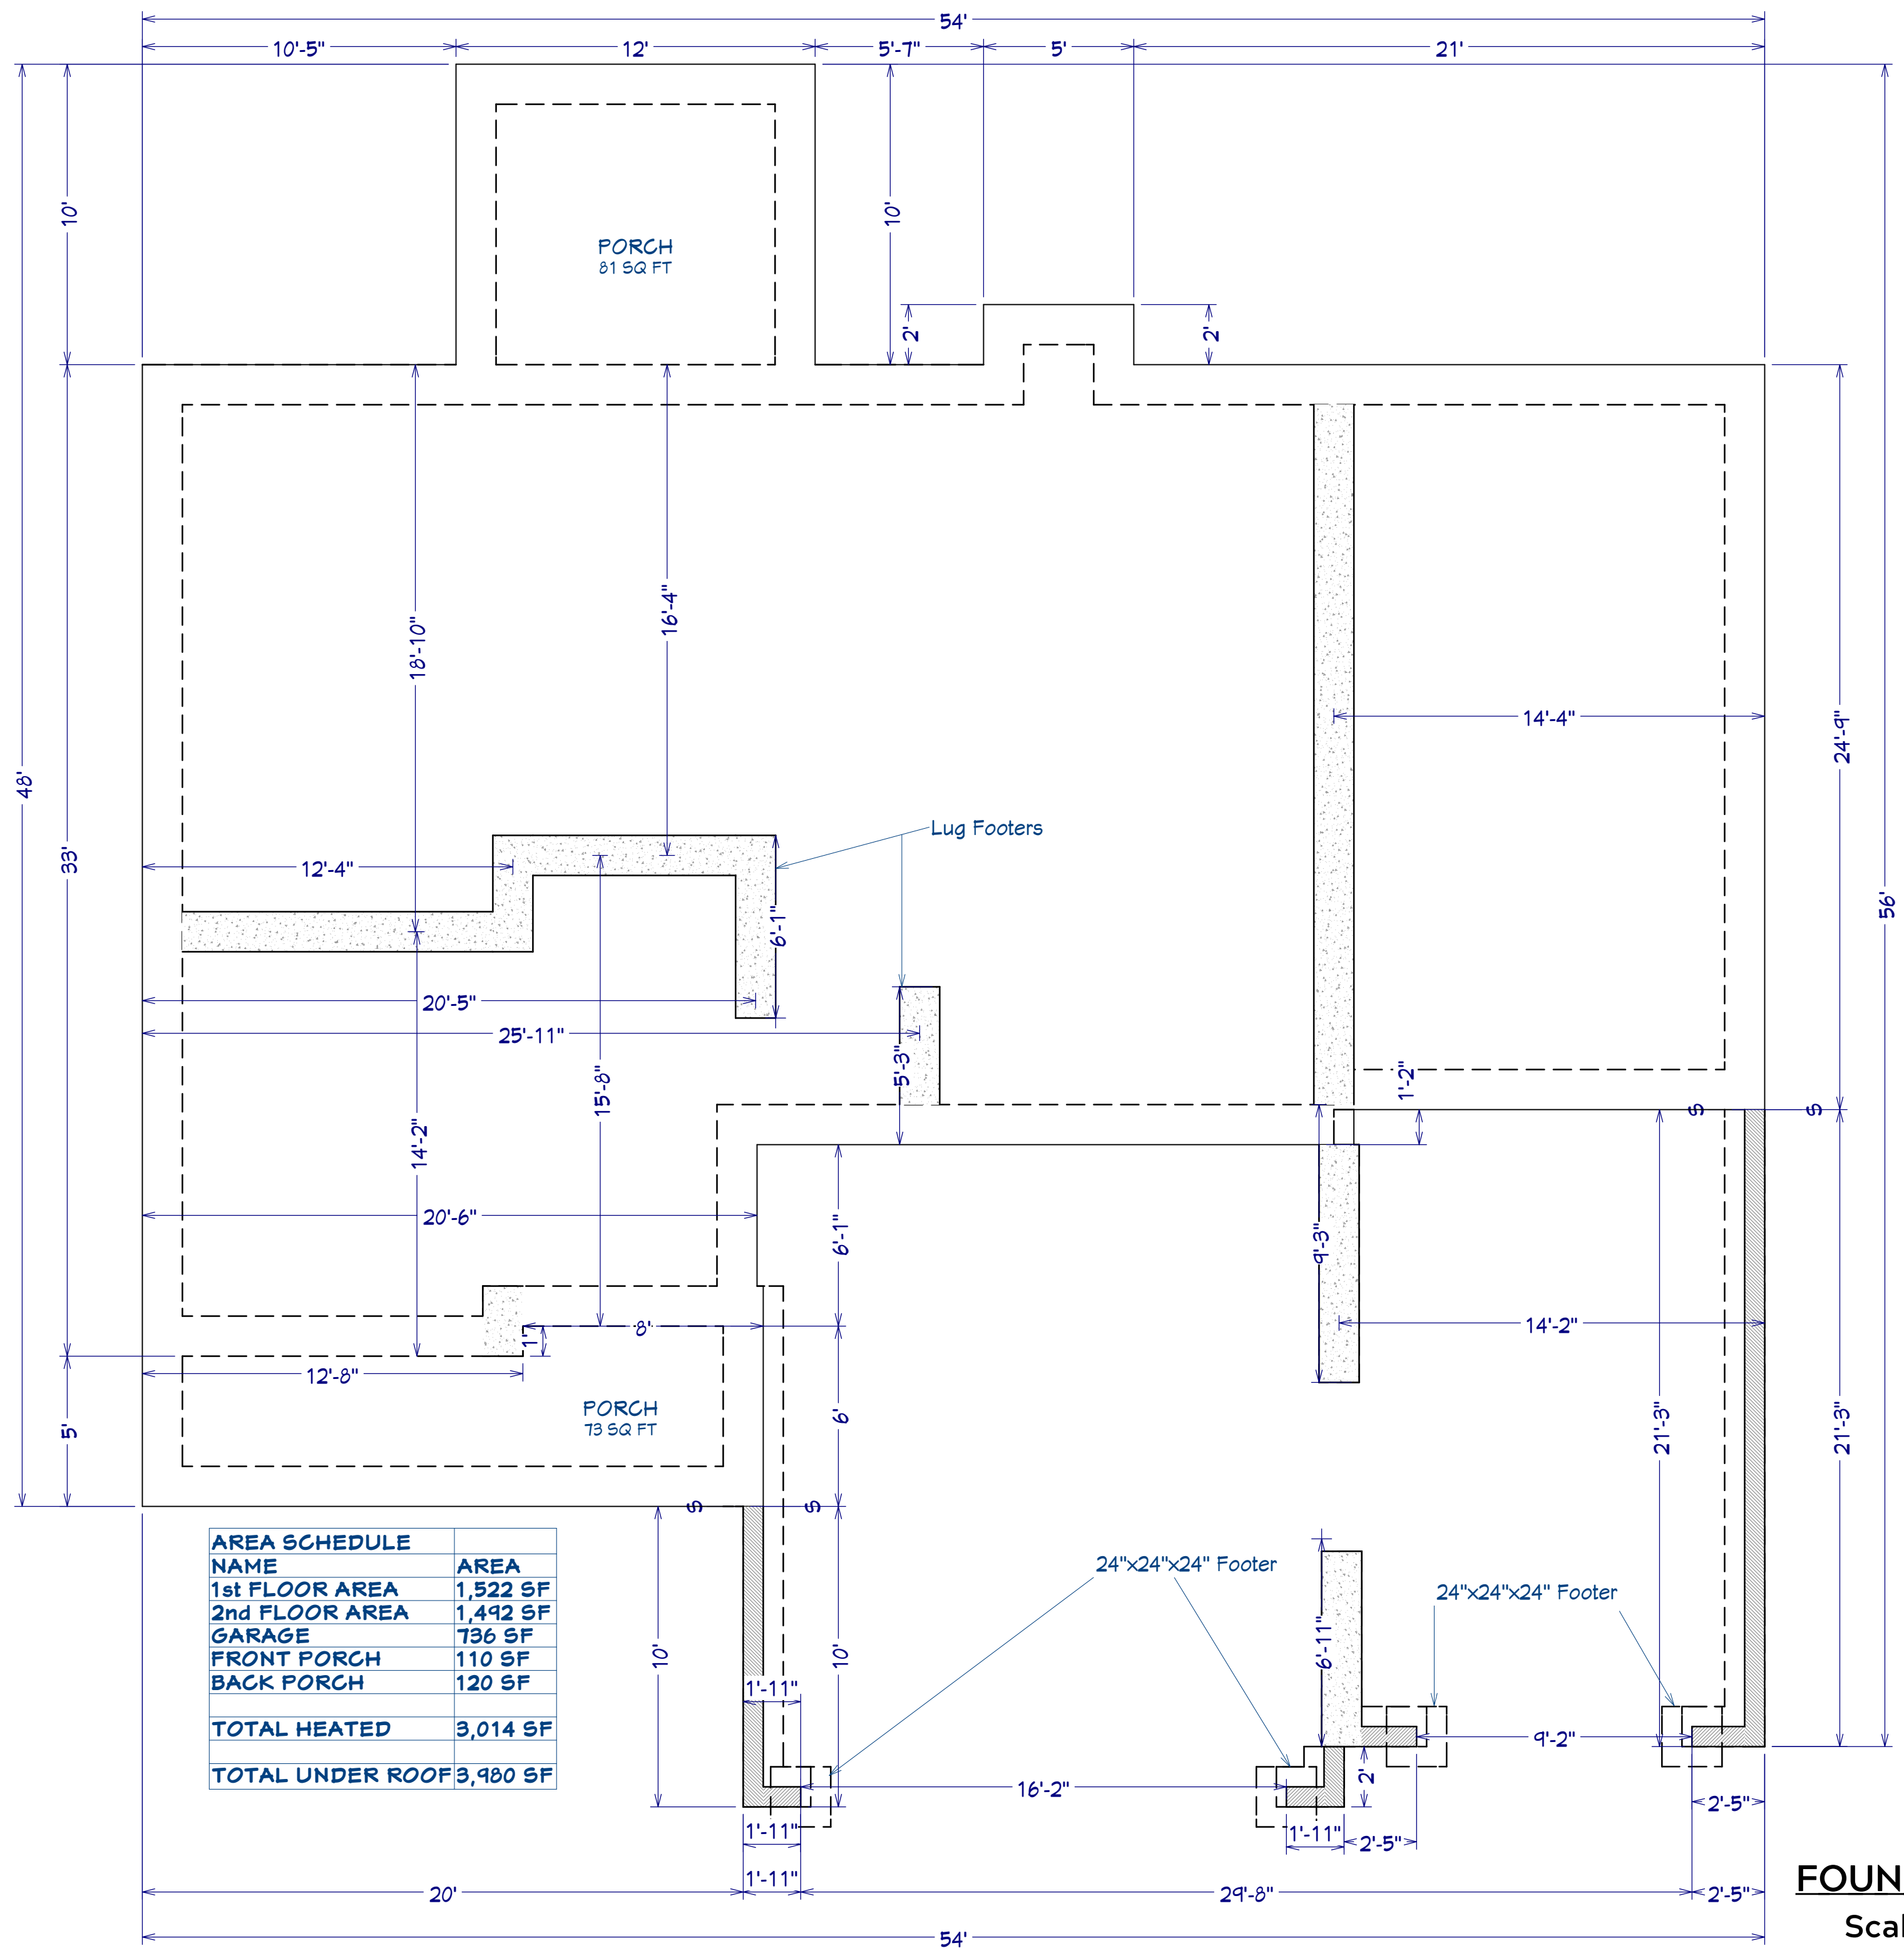 54'
10'-5" 12' 5'-7" 5' 21'
10'
10'
PORCH
81 SQ FT
2' 2'
16'-4"
18'-10"
14'-4"
24'-9"
48'
33'
Lug Footers
12'-4"
56'
6'-1"
20'-5"
25'-11"
5'-3"
15'-8"
1'-2"
S S
14'-2"
20'-6"
6'-1"
9'-3"
8' 14'-2"
1'
12'-8"
PORCH
73 SQ FT
6'
5'
21'-3" 21'-3"
S S
AREA SCHEDULE
NAME AREA
1st FLOOR AREA 1,522 SF
2nd FLOOR AREA 1,492 SF
GARAGE 736 SF
FRONT PORCH 110 SF
BACK PORCH 120 SF
TOTAL HEATED 3,014 SF
TOTAL UNDER ROOF 3,980 SF
24"x24"x24" Footer
24"x24"x24" Footer
10' 10'
6'-11"
1'-11"
9'-2"
16'-2"
2'
2'-5"
1'-11" 1'-11"
2'-5"
1'-11"
20' 29'-8" 2'-5"
54'
FOUN
Scal